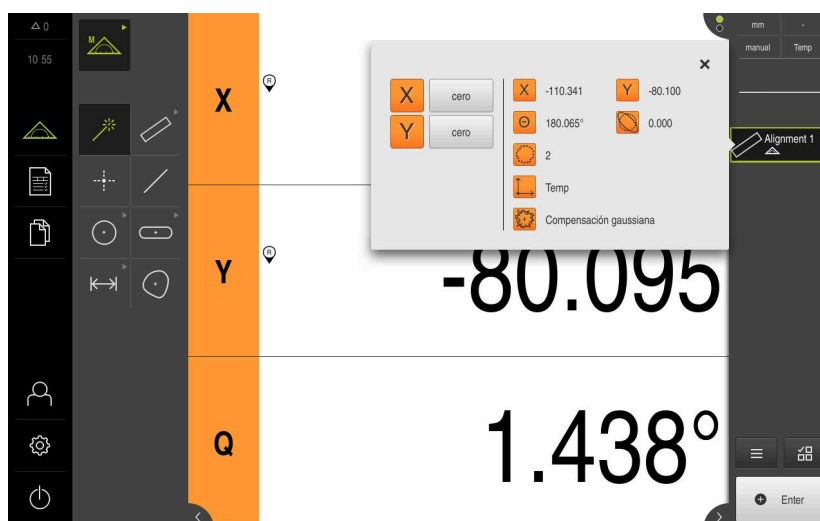 0
10 55
M
X
R
Y
R
-80.095
Q
1.438°
X cero
Y cero
X -110.341 Y -80.100
Θ 180.065° 0.000
2
Temp
Compensación gaussiana
mm -
manual Temp
Alignment 1
Enter